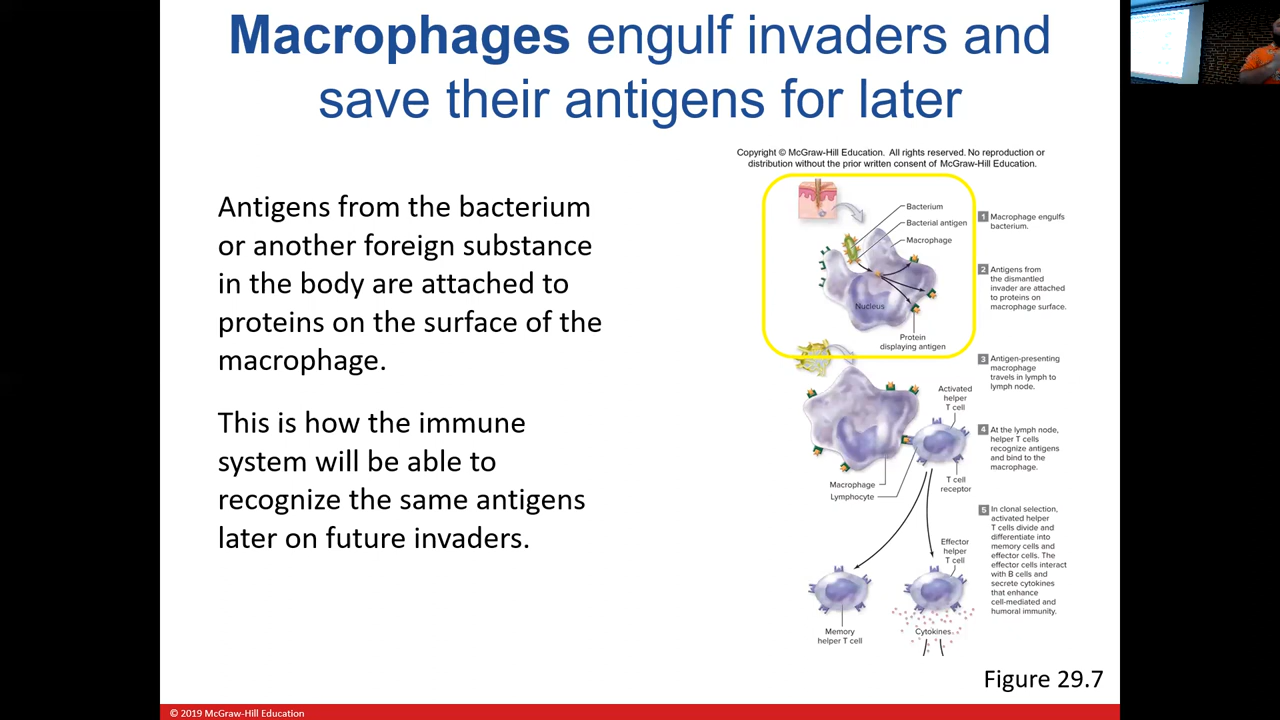 Macrophages engulf invaders and
save their antigens for later
Copyright © McGraw-Hill Education. All rights reserved. No reproduction or
distribution without the prior written consent of McGraw-Hill Education.
Antigens from the bacterium
or another foreign substance
in the body are attached to
proteins on the surface of the
macrophage.
This is how the immune
system will be able to
recognize the same antigens
later on future invaders.
Bacterium
Bacterial antigen
Macrophage
Nucleus
Protein
displaying antigen
1 Macrophage engulfs
bacterium.
2 Antigens from
the dismantled
invader are attached
to proteins on
macrophage surface.
3 Antigen-presenting
macrophage
travels in lymph to
lymph node.
Activated
helper
T cell
4 At the lymph node,
helper T cells
recognize antigens
and bind to the
macrophage.
Macrophage
Lymphocyte
T cell
receptor
5 In clonal selection,
activated helper
T cells divide and
differentiate into
memory cells and
effector cells. The
effector cells interact
with B cells and
secrete cytokines
that enhance
cell-mediated and
humoral immunity.
Effector
helper
T cell
Memory
helper T cell
Cytokines
Figure 29.7
© 2019 McGraw-Hill Education